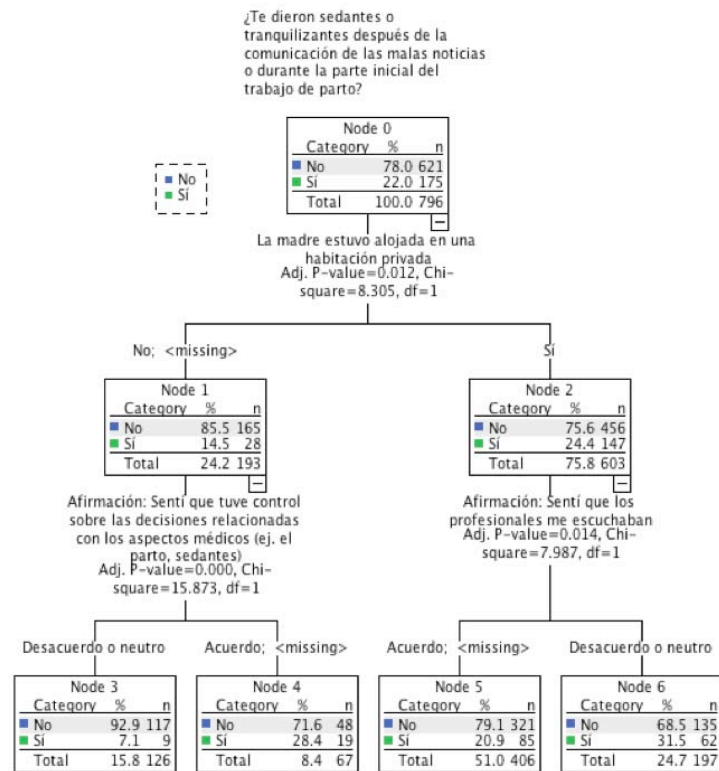 ¿Te dieron sedantes o
tranquilizantes después de la
comunicación de las malas noticias
o durante la parte inicial del
trabajo de parto?
Node 0
Category % n
No 78.0 621
Sí 22.0 175
Total 100.0 796
No
Sí
La madre estuvo alojada en una
habitación privada
Adj. P-value=0.012, Chi-
square=8.305, df=1
No; <missing>
Sí
Node 1
Category % n
No 85.5 165
Sí 14.5 28
Total 24.2 193
Node 2
Category % n
No 75.6 456
Sí 24.4 147
Total 75.8 603
Afirmación: Sentí que tuve control
sobre las decisiones relacionadas
con los aspectos médicos (ej. el
parto, sedantes)
Adj. P-value=0.000, Chi-
square=15.873, df=1
Afirmación: Sentí que los
profesionales me escuchaban
Adj. P-value=0.014, Chi-
square=7.987, df=1
Desacuerdo o neutro
Acuerdo; <missing>
Acuerdo; <missing>
Desacuerdo o neutro
Node 3
Category % n
No 92.9 117
Sí 7.1 9
Total 15.8 126
Node 4
Category % n
No 71.6 48
Sí 28.4 19
Total 8.4 67
Node 5
Category % n
No 79.1 321
Sí 20.9 85
Total 51.0 406
Node 6
Category % n
No 68.5 135
Sí 31.5 62
Total 24.7 197